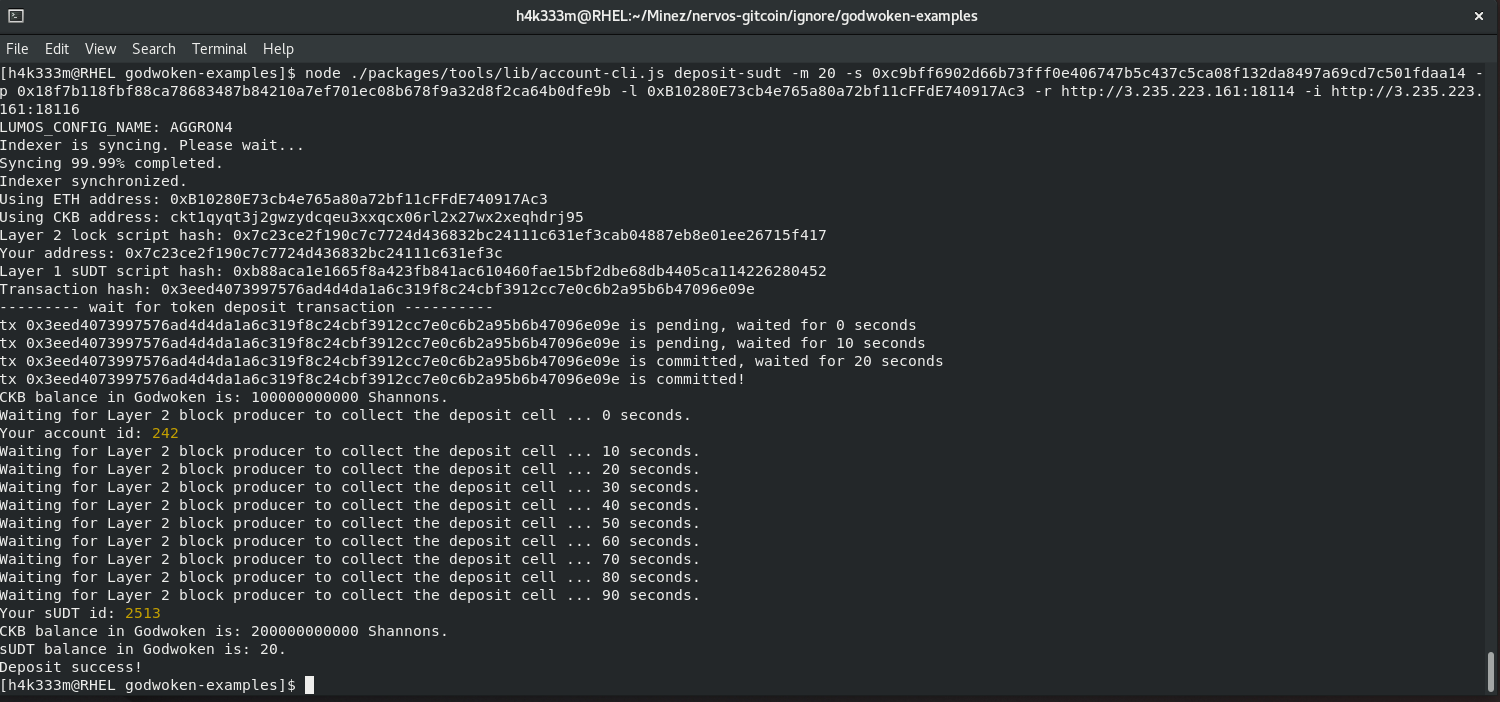 h4k333m@RHEL:~/Minez/nervos-gitcoin/ignore/godwoken-examples
File Edit View Search Terminal Help
[h4k333m@RHEL godwoken-examples]$ node ./packages/tools/lib/account-cli.js deposit-sudt -m 20 -s 0xc9bff6902d66b73fff0e406747b5c437c5ca08f132da8497a69cd7c501fdaa14 -
p 0x18f7b118fbf88ca78683487b84210a7ef701ec08b678f9a32d8f2ca64b0dfe9b -l 0xB10280E73cb4e765a80a72bf11cFFdE740917Ac3 -r http://3.235.223.161:18114 -i http://3.235.223.
161:18116
LUMOS_CONFIG_NAME: AGGRON4
Indexer is syncing. Please wait...
Syncing 99.99% completed.
Indexer synchronized.
Using ETH address: 0xB10280E73cb4e765a80a72bf11cFFdE740917Ac3
Using CKB address: ckt1qyqt3j2gwzydcqeu3xxqcx06rl2x27wx2xeqhdrj95
Layer 2 lock script hash: 0x7c23ce2f190c7c7724d436832bc24111c631ef3cab04887eb8e01ee26715f417
Your address: 0x7c23ce2f190c7c7724d436832bc24111c631ef3c
Layer 1 sUDT script hash: 0xb88aca1e1665f8a423fb841ac610460fae15bf2dbe68db4405ca114226280452
Transaction hash: 0x3eed4073997576ad4d4da1a6c319f8c24cbf3912cc7e0c6b2a95b6b47096e09e
--------- wait for token deposit transaction ----------
tx 0x3eed4073997576ad4d4da1a6c319f8c24cbf3912cc7e0c6b2a95b6b47096e09e is pending, waited for 0 seconds
tx 0x3eed4073997576ad4d4da1a6c319f8c24cbf3912cc7e0c6b2a95b6b47096e09e is pending, waited for 10 seconds
tx 0x3eed4073997576ad4d4da1a6c319f8c24cbf3912cc7e0c6b2a95b6b47096e09e is committed, waited for 20 seconds
tx 0x3eed4073997576ad4d4da1a6c319f8c24cbf3912cc7e0c6b2a95b6b47096e09e is committed!
CKB balance in Godwoken is: 100000000000 Shannons.
Waiting for Layer 2 block producer to collect the deposit cell ... 0 seconds.
Your account id: 242
Waiting for Layer 2 block producer to collect the deposit cell ... 10 seconds.
Waiting for Layer 2 block producer to collect the deposit cell ... 20 seconds.
Waiting for Layer 2 block producer to collect the deposit cell ... 30 seconds.
Waiting for Layer 2 block producer to collect the deposit cell ... 40 seconds.
Waiting for Layer 2 block producer to collect the deposit cell ... 50 seconds.
Waiting for Layer 2 block producer to collect the deposit cell ... 60 seconds.
Waiting for Layer 2 block producer to collect the deposit cell ... 70 seconds.
Waiting for Layer 2 block producer to collect the deposit cell ... 80 seconds.
Waiting for Layer 2 block producer to collect the deposit cell ... 90 seconds.
Your sUDT id: 2513
CKB balance in Godwoken is: 200000000000 Shannons.
sUDT balance in Godwoken is: 20.
Deposit success!
[h4k333m@RHEL godwoken-examples]$